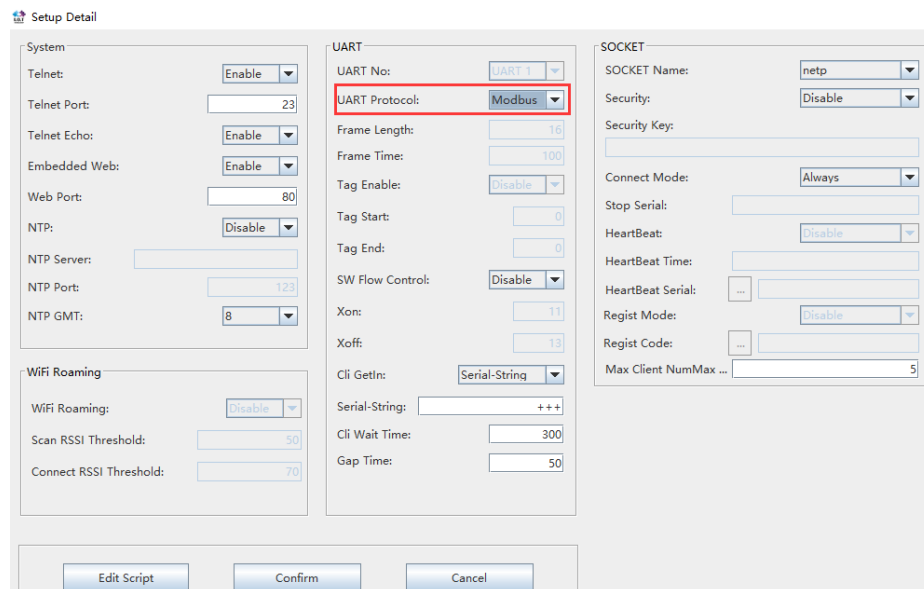 Setup Detail
System
Telnet: Enable
Telnet Port: 23
Telnet Echo: Enable
Embedded Web: Enable
Web Port: 80
NTP: Disable
NTP Server:
NTP Port: 123
NTP GMT: 8
WiFi Roaming
WiFi Roaming: Disable
Scan RSSI Threshold: 50
Connect RSSI Threshold: 70
UART
UART No: UART 1
UART Protocol: Modbus
Frame Length: 16
Frame Time: 100
Tag Enable: Disable
Tag Start: 0
Tag End: 0
SW Flow Control: Disable
Xon: 11
Xoff: 13
Cli GetIn: Serial-String
Serial-String: +++
Cli Wait Time: 300
Gap Time: 50
SOCKET
SOCKET Name: netp
Security: Disable
Security Key:
Connect Mode: Always
Stop Serial:
HeartBeat: Disable
HeartBeat Time:
HeartBeat Serial: ...
Regist Mode: Disable
Regist Code: ...
Max Client NumMax ... 5
Edit Script
Confirm
Cancel